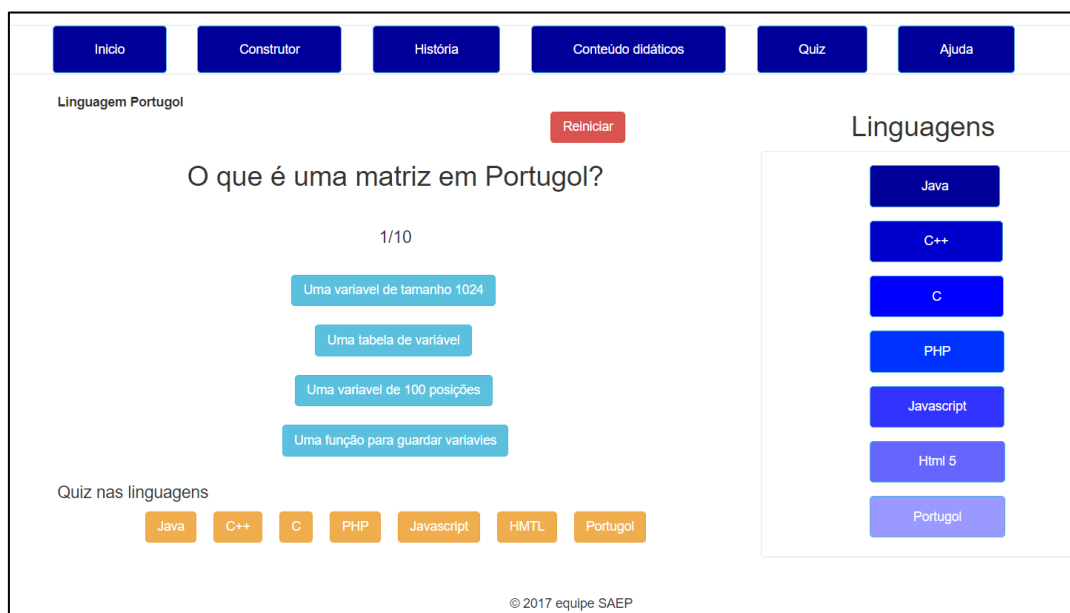 Inicio Construtor História Conteúdo didáticos Quiz Ajuda
Linguagem Portugol
Reiniciar
O que é uma matriz em Portugol?
1/10
Uma variavel de tamanho 1024
Uma tabela de variável
Uma variavel de 100 posições
Uma função para guardar variavies
Quiz nas linguagens
Java C++ C PHP Javascript HMTL Portugol
Linguagens
Java
C++
C
PHP
Javascript
Html 5
Portugol
© 2017 equipe SAEP